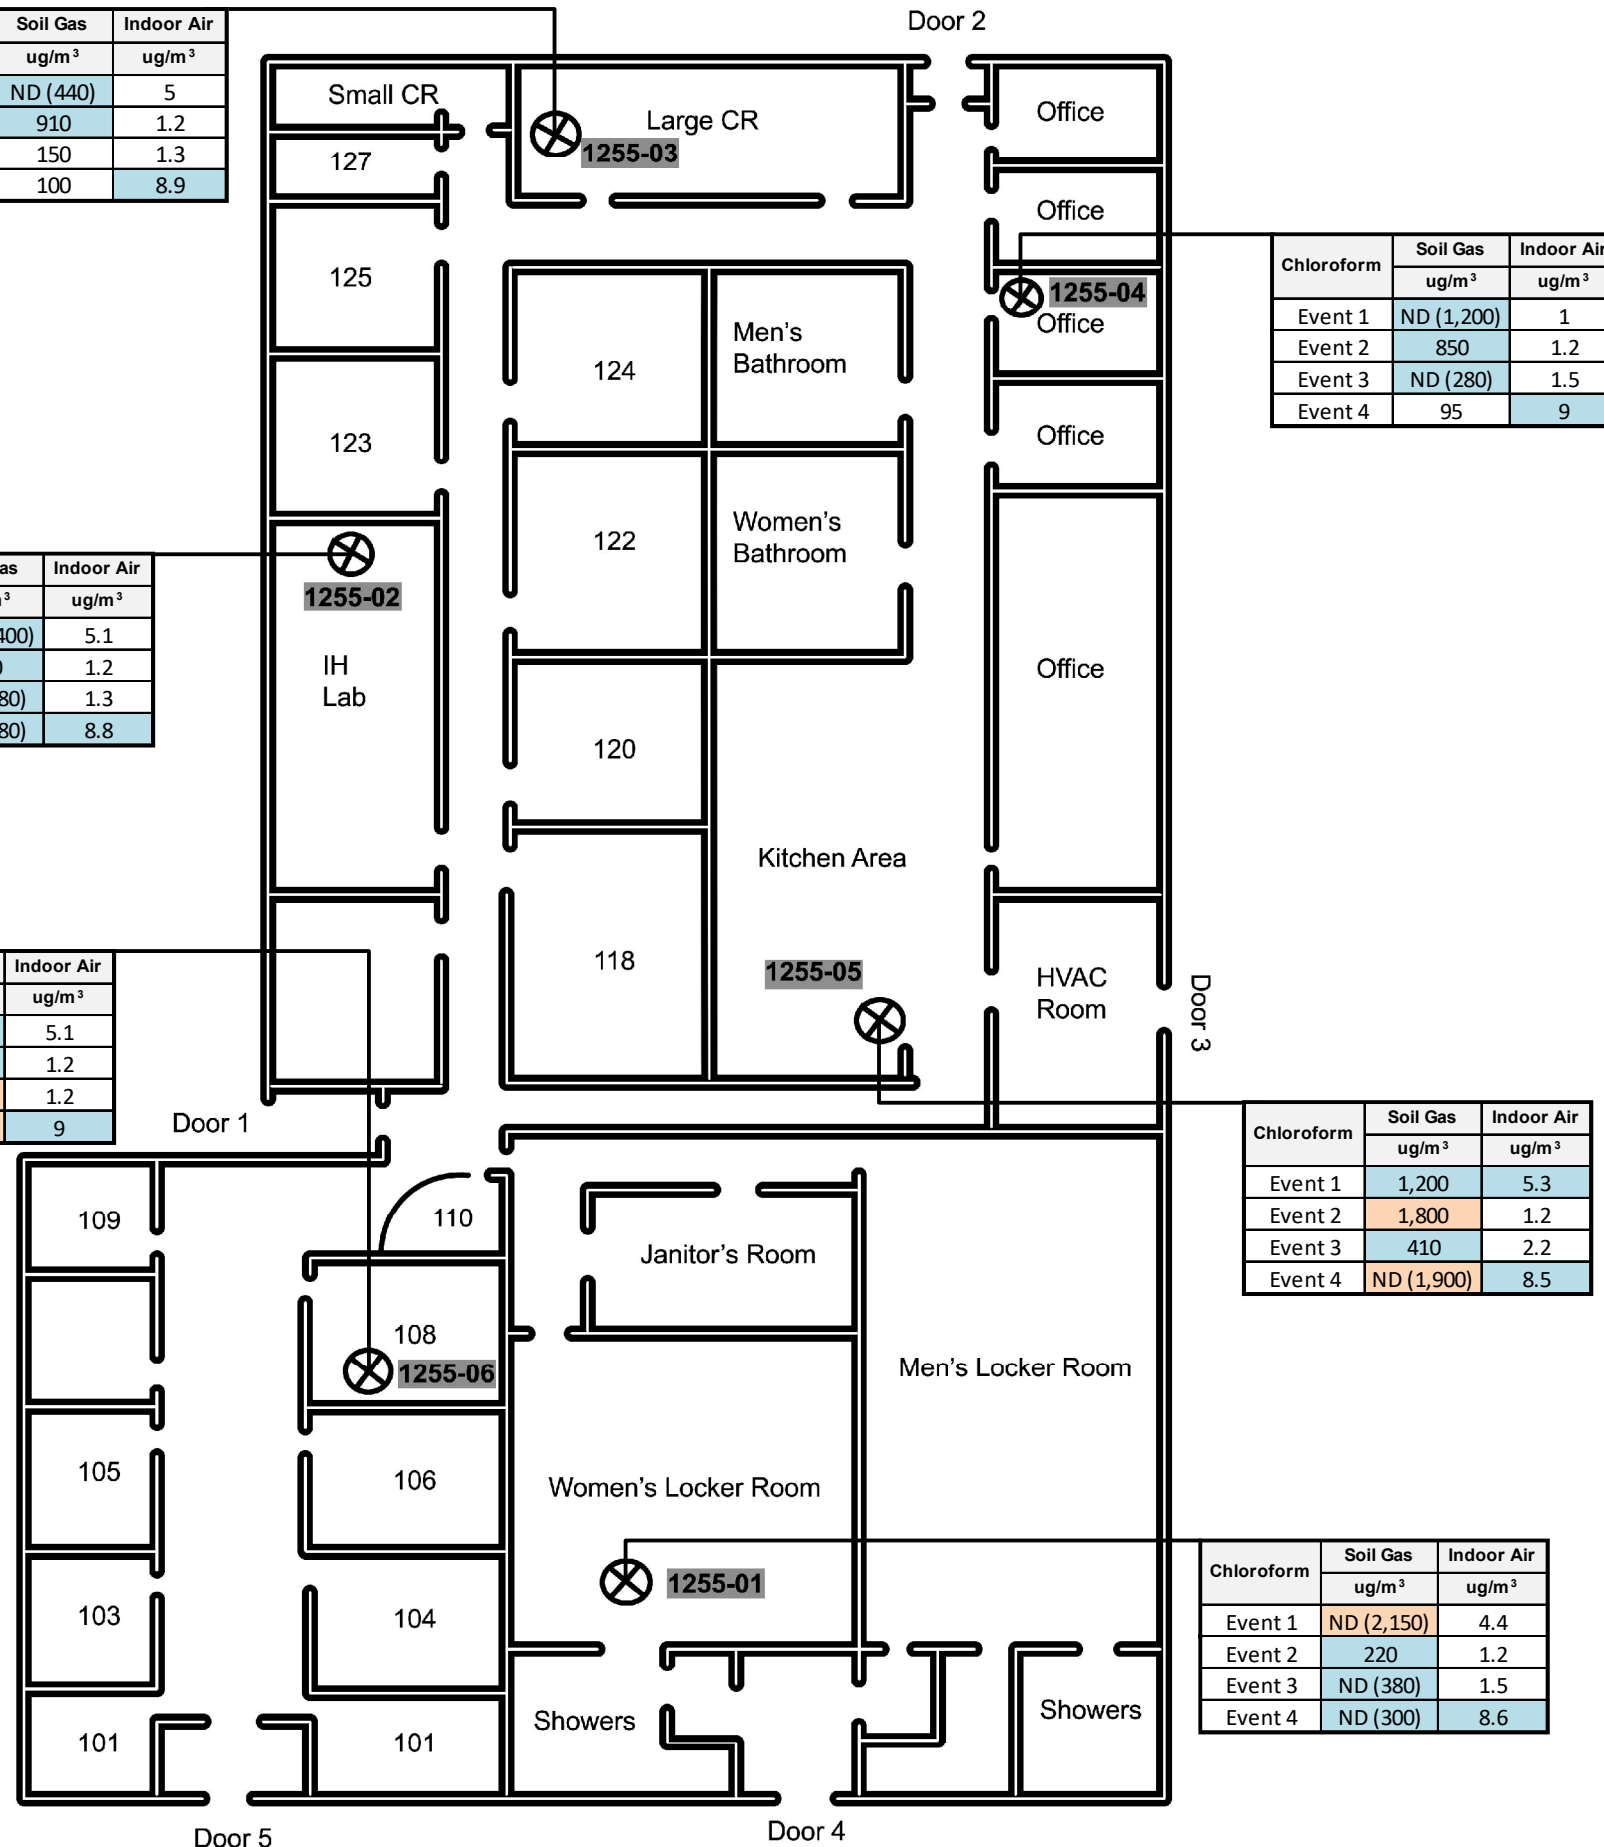 Door 2
Soil Gas Indoor Air
ug/m³ ug/m³
ND (440) 5
910 1.2
150 1.3
100 8.9
Small CR
Large CR
Office
1255-03
127
Office
125
Chloroform Soil Gas Indoor Air
ug/m³ ug/m³
Event 1 ND (1,200) 1
Event 2 850 1.2
Event 3 ND (280) 1.5
Event 4 95 9
1255-04
Office
Men's
Bathroom
124
Office
123
Women's
Bathroom
122
Indoor Air
ug/m³
5.1
1.2
80) 1.3
80) 8.8
1255-02
IH
Lab
Office
120
Kitchen Area
118
1255-05
HVAC
Room
Door 3
Indoor Air
ug/m³
5.1
1.2
1.2
9
Door 1
Chloroform Soil Gas Indoor Air
ug/m³ ug/m³
Event 1 1,200 5.3
Event 2 1,800 1.2
Event 3 410 2.2
Event 4 ND (1,900) 8.5
109
110
Janitor's Room
108
1255-06
Men's Locker Room
105
106
Women's Locker Room
1255-01
Chloroform Soil Gas Indoor Air
ug/m³ ug/m³
Event 1 ND (2,150) 4.4
Event 2 220 1.2
Event 3 ND (380) 1.5
Event 4 ND (300) 8.6
103
104
Showers
Showers
101
101
Door 5
Door 4